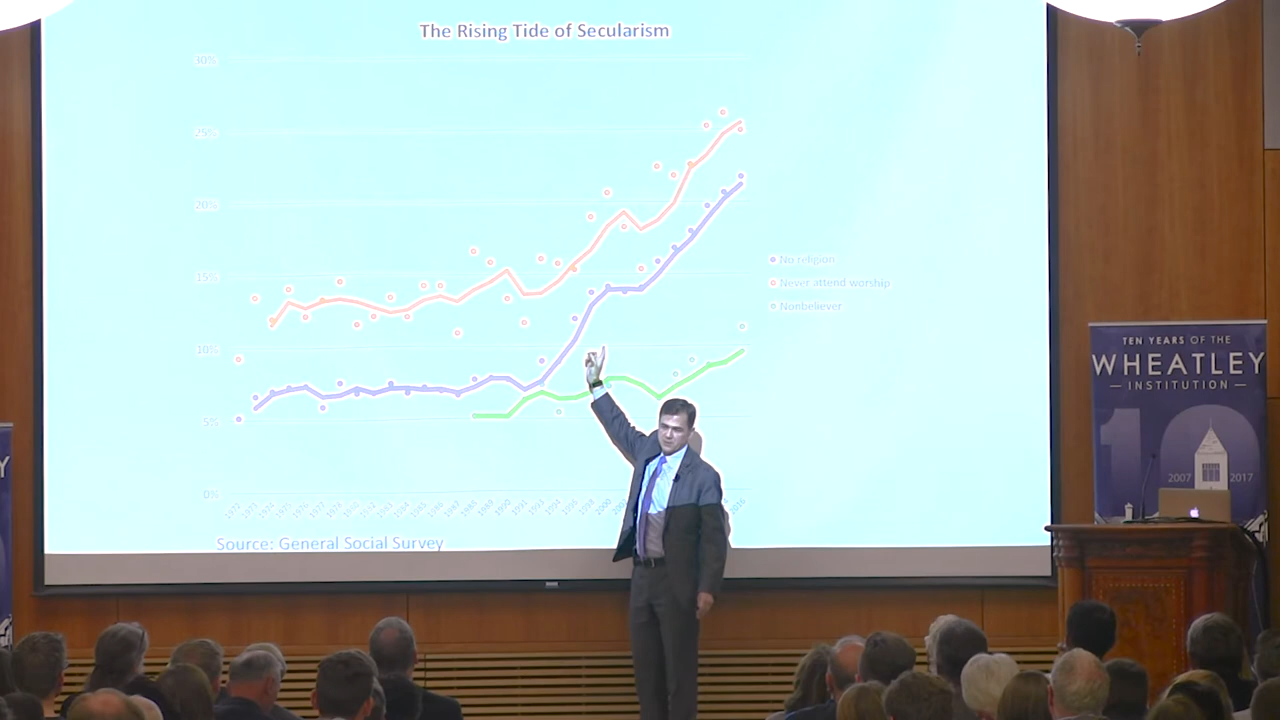 The Rising Tide of Secularism
30%
25%
20%
15%
10%
5%
0%
No religion
Never attend worship
Nonbeliever
Source: General Social Survey
TEN YEARS OF THE
WHEATLEY
— INSTITUTION —
10
2007 2017
Y